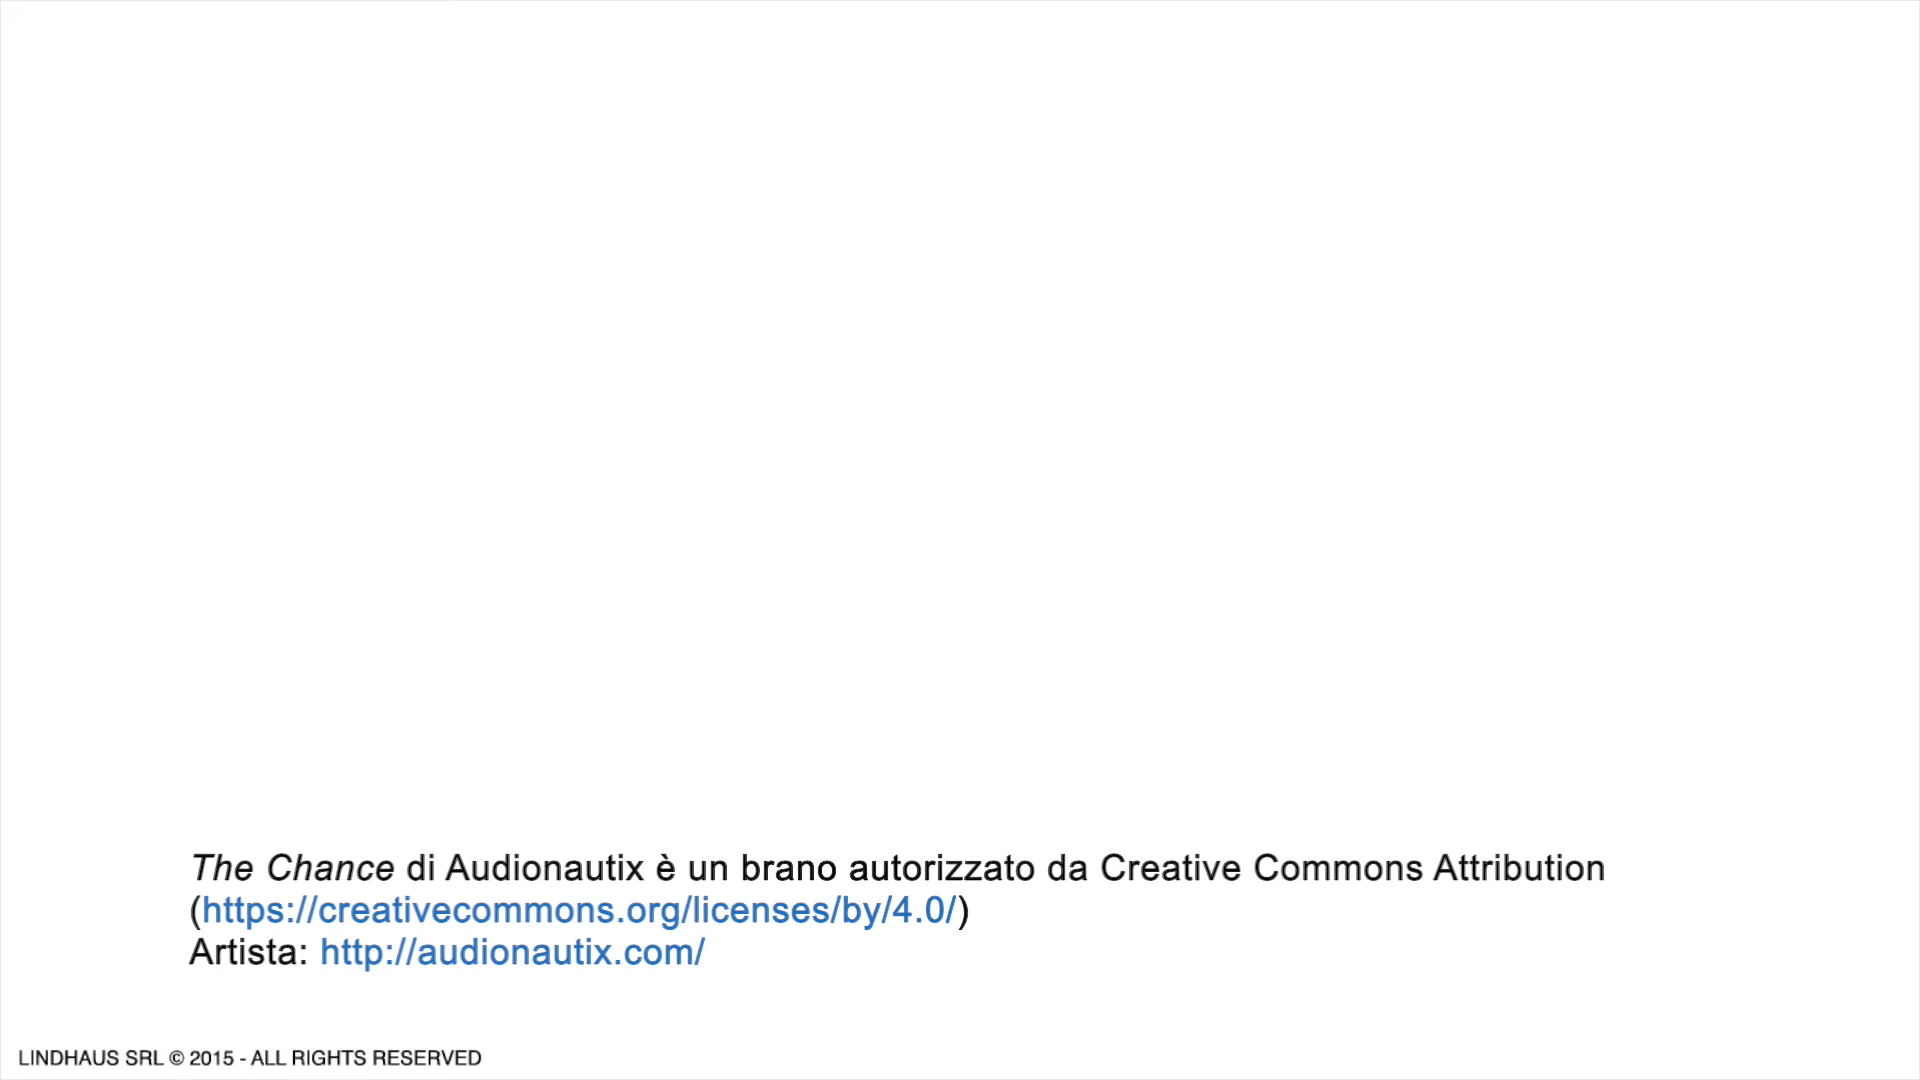 The Chance di Audionautix è un brano autorizzato da Creative Commons Attribution
(https://creativecommons.org/licenses/by/4.0/)
Artista: http://audionautix.com/
LINDHAUS SRL © 2015 - ALL RIGHTS RESERVED